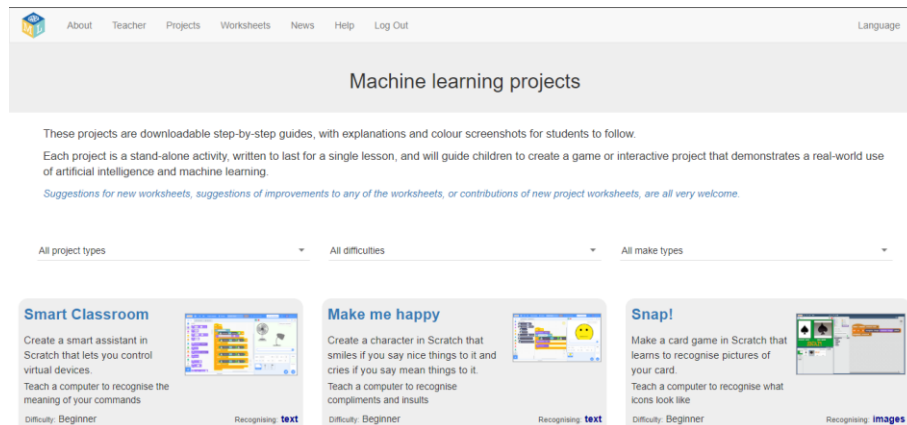 About Teacher Projects Worksheets News Help Log Out Language
Machine learning projects
These projects are downloadable step-by-step guides, with explanations and colour screenshots for students to follow.
Each project is a stand-alone activity, written to last for a single lesson, and will guide children to create a game or interactive project that demonstrates a real-world use
of artificial intelligence and machine learning.
Suggestions for new worksheets, suggestions of improvements to any of the worksheets, or contributions of new project worksheets, are all very welcome.
All project types All difficulties All make types
Smart Classroom
Create a smart assistant in
Scratch that lets you control
virtual devices.
Teach a computer to recognise the
meaning of your commands
Difficulty: Beginner Recognising: text
Make me happy
Create a character in Scratch that
smiles if you say nice things to it and
cries if you say mean things to it.
Teach a computer to recognise
compliments and insults
Difficulty: Beginner Recognising: text
Snap!
Make a card game in Scratch that
learns to recognise pictures of
your card.
Teach a computer to recognise what
icons look like
Difficulty: Beginner Recognising: images